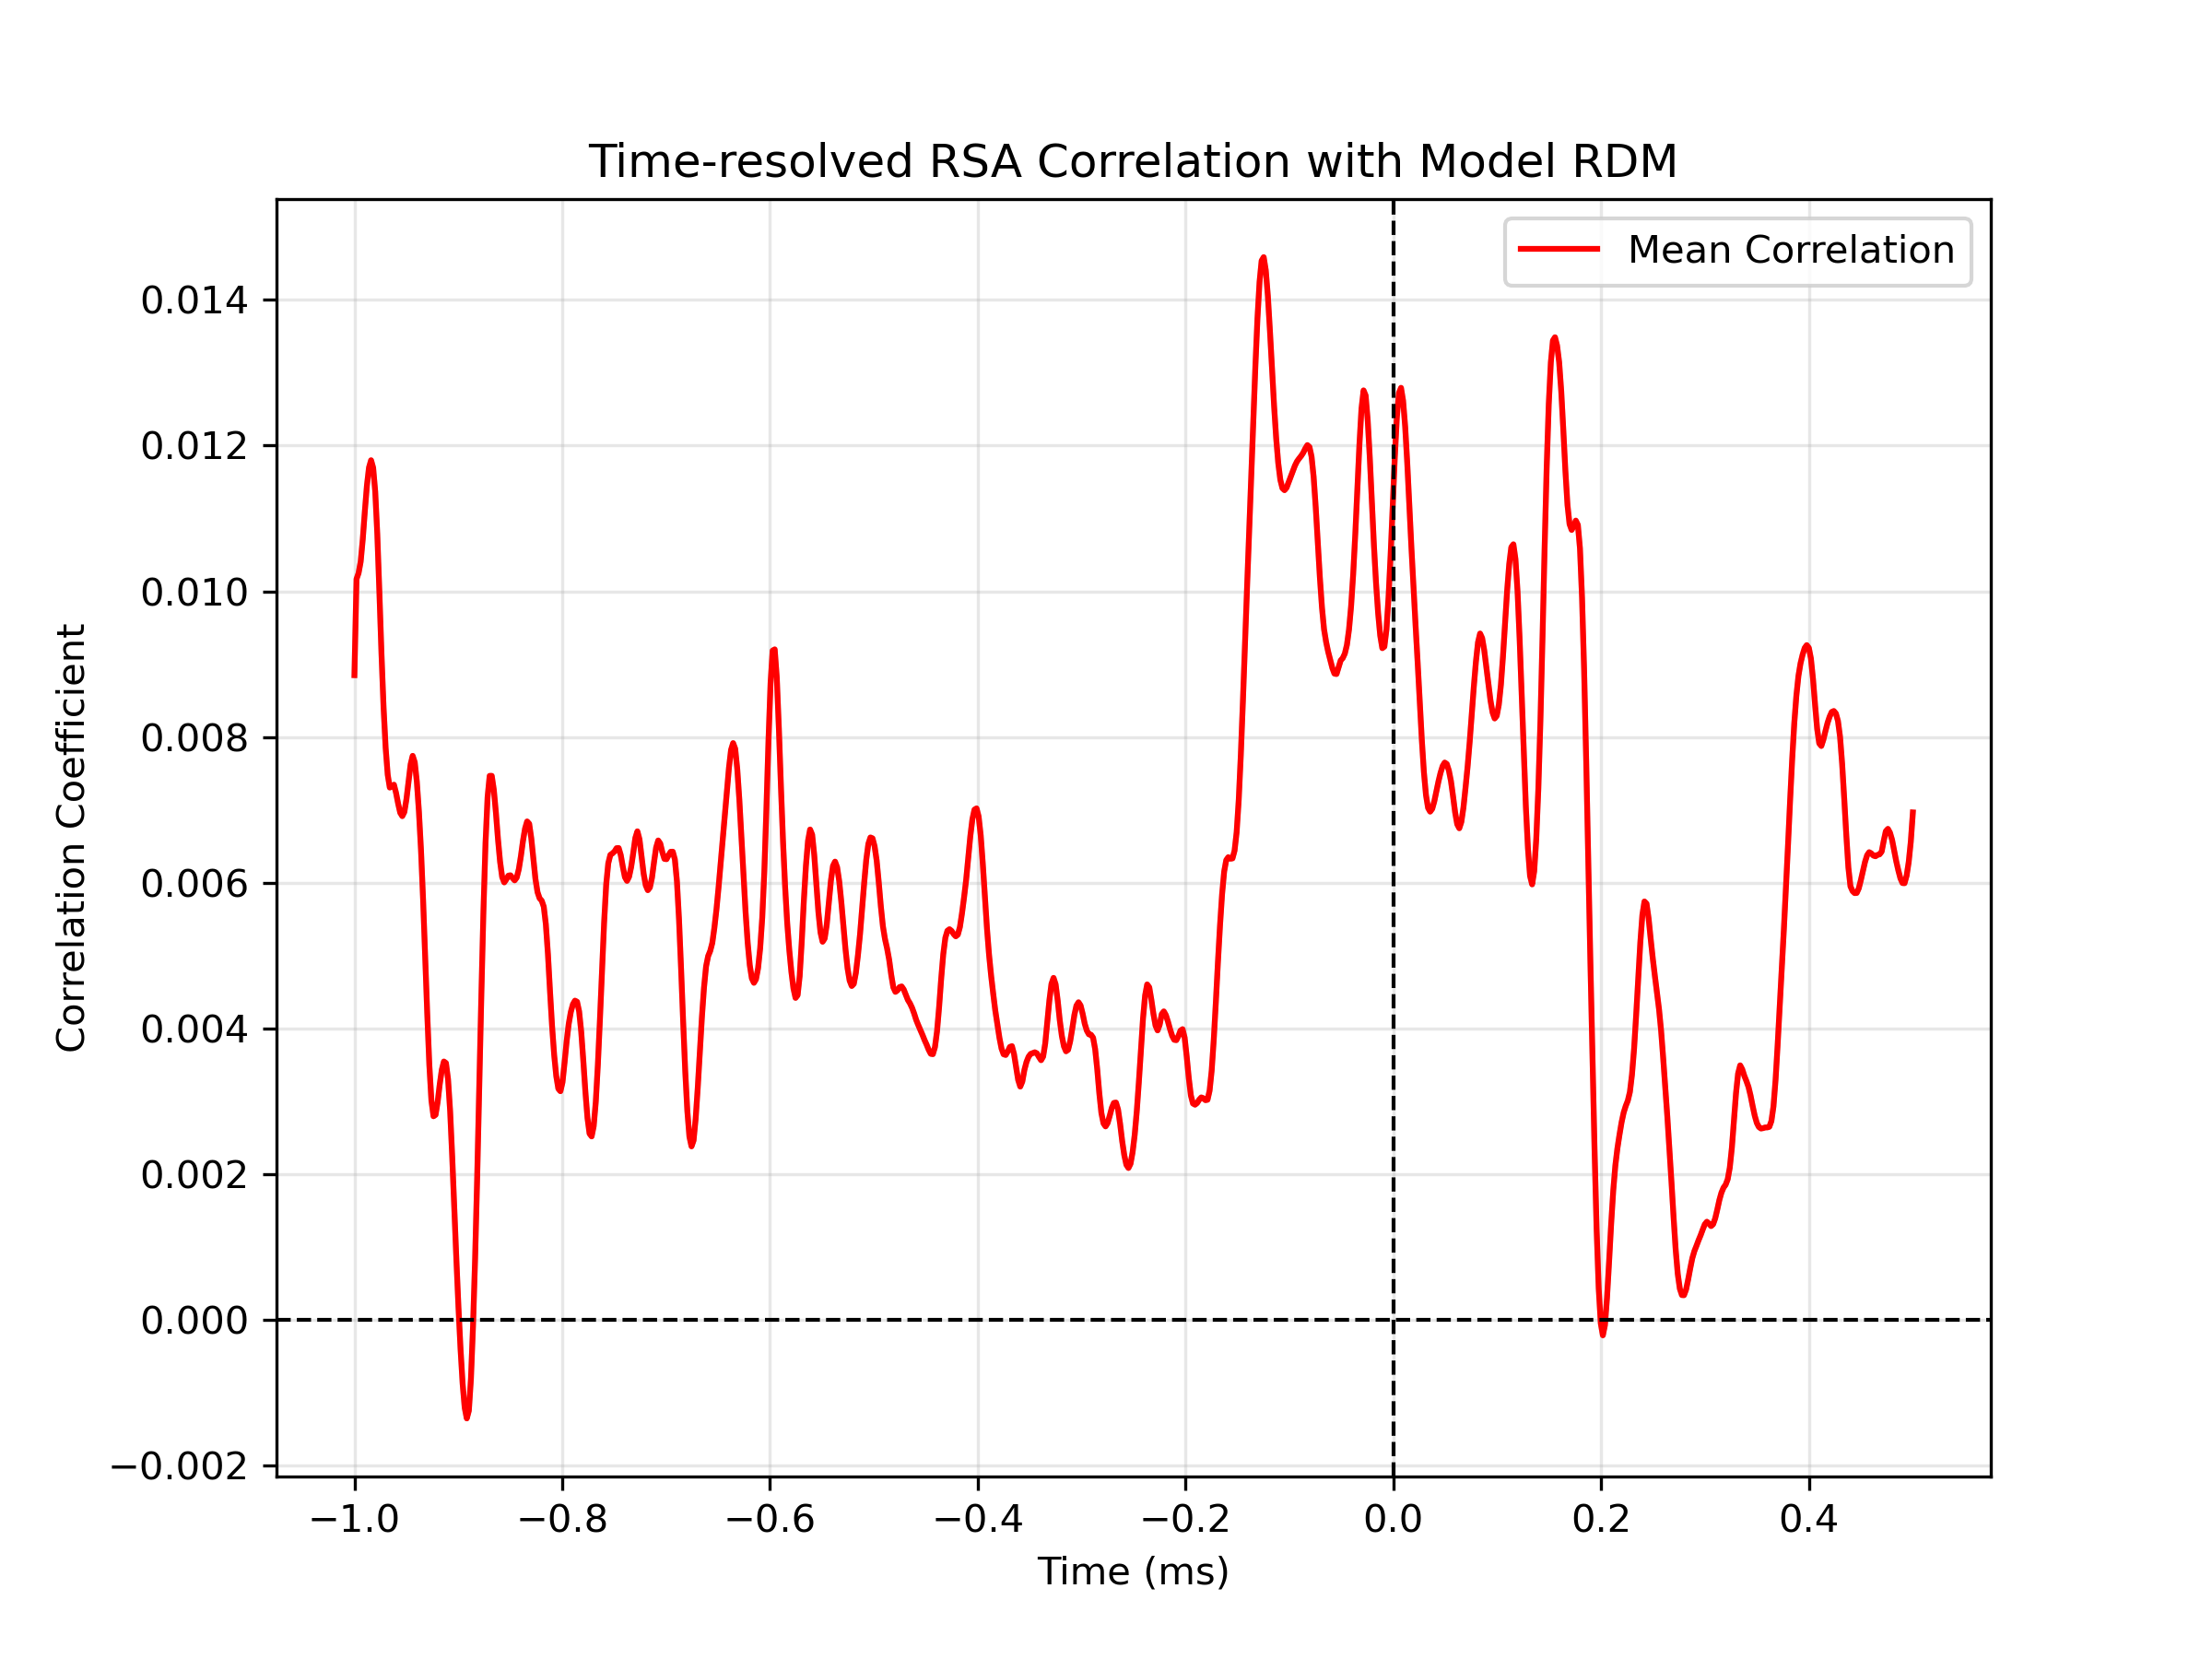 Time-resolved RSA Correlation with Model RDM
Mean Correlation
Correlation Coefficient
0.014
0.012
0.010
0.008
0.006
0.004
0.002
0.000
−0.002
−1.0 −0.8 −0.6 −0.4 −0.2 0.0 0.2 0.4
Time (ms)